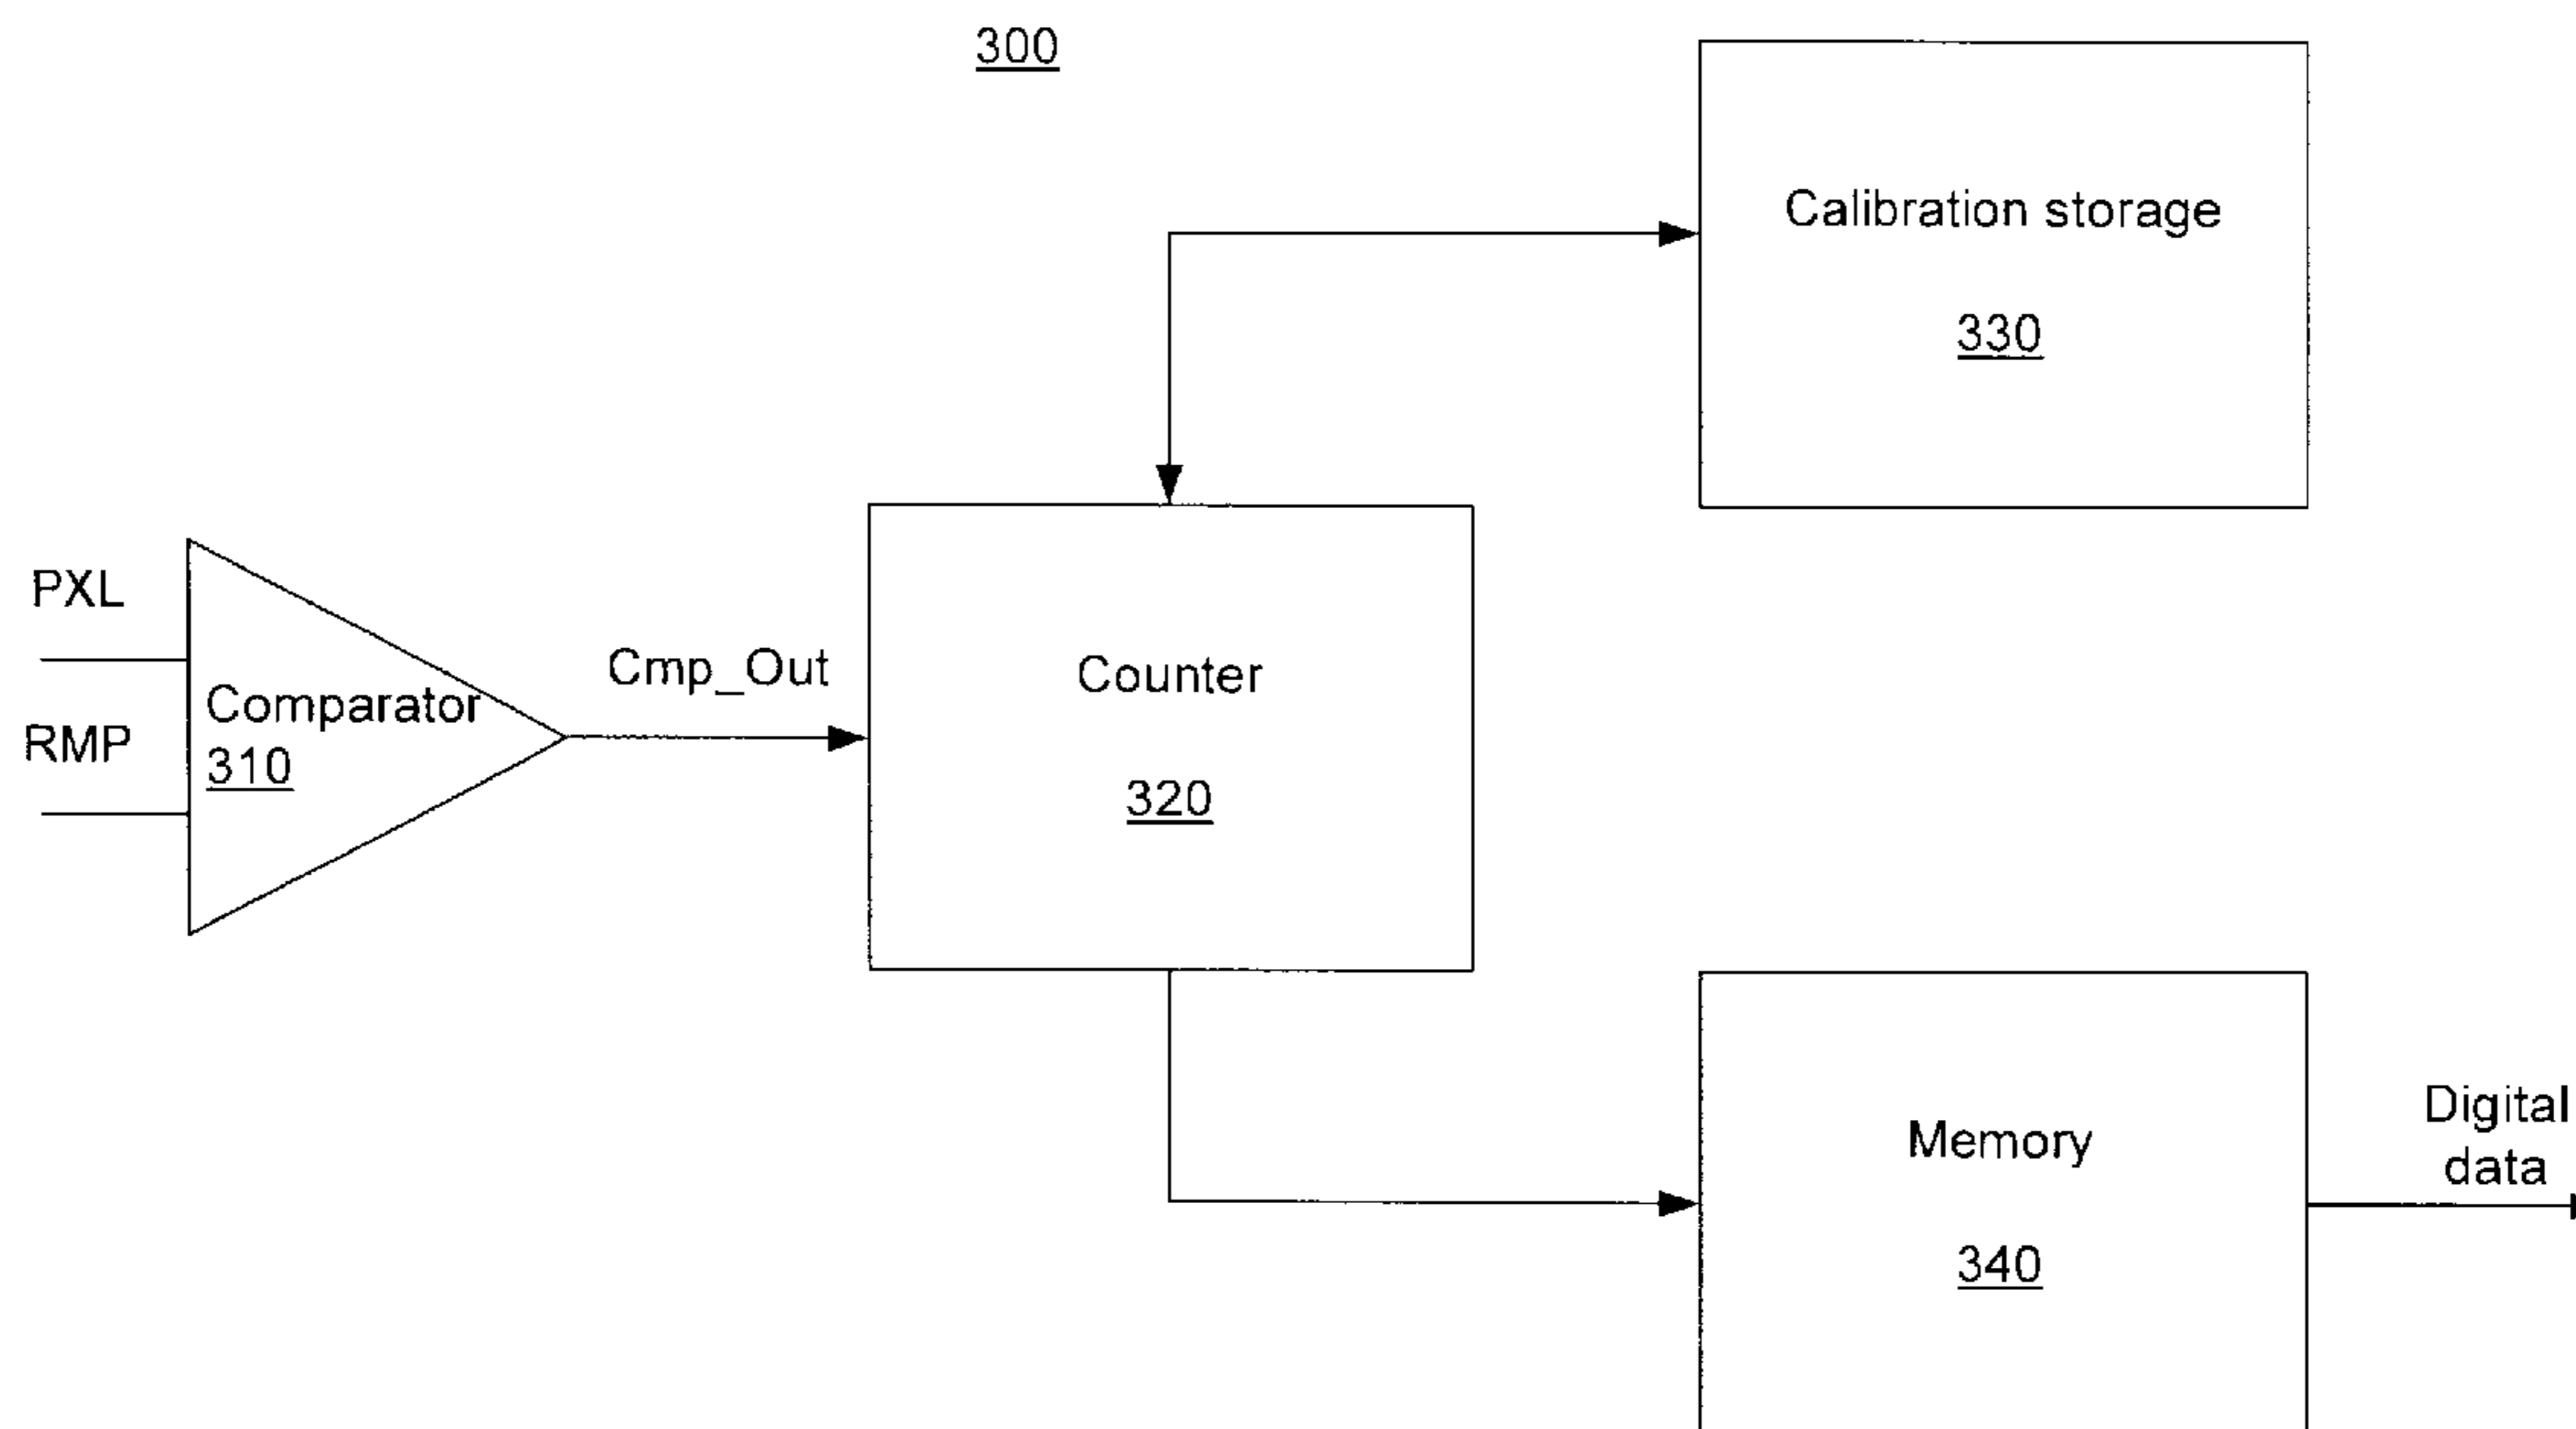 300
Calibration storage
330
PXL
RMP
Comparator
310
Cmp_Out
Counter
320
Memory
340
Digital
data